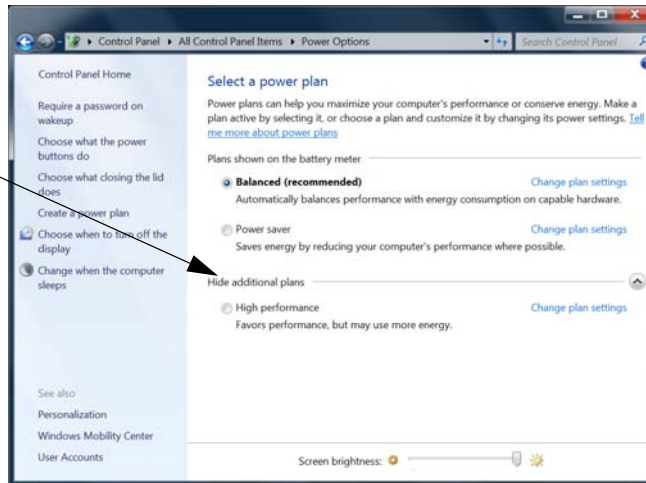 Control Panel ▸ All Control Panel Items ▸ Power Options
Search Control Panel
Control Panel Home
Require a password on
wakeup
Choose what the power
buttons do
Choose what closing the lid
does
Create a power plan
Choose when to turn off the
display
Change when the computer
sleeps
See also
Personalization
Windows Mobility Center
User Accounts
Select a power plan
Power plans can help you maximize your computer's performance or conserve energy. Make a
plan active by selecting it, or choose a plan and customize it by changing its power settings. Tell
me more about power plans
Plans shown on the battery meter
Balanced (recommended) Change plan settings
Automatically balances performance with energy consumption on capable hardware.
Power saver Change plan settings
Saves energy by reducing your computer's performance where possible.
Hide additional plans
High performance Change plan settings
Favors performance, but may use more energy.
Screen brightness: